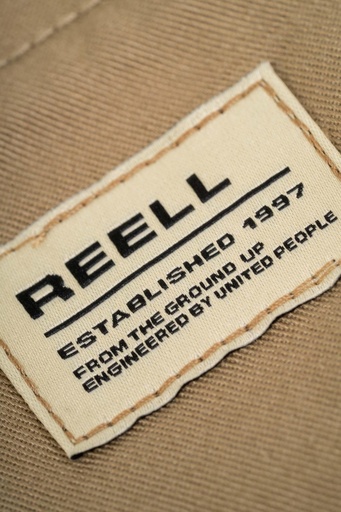 REELL
ESTABLISHED 1997
FROM THE GROUND UP
ENGINEERED BY UNITED PEOPLE